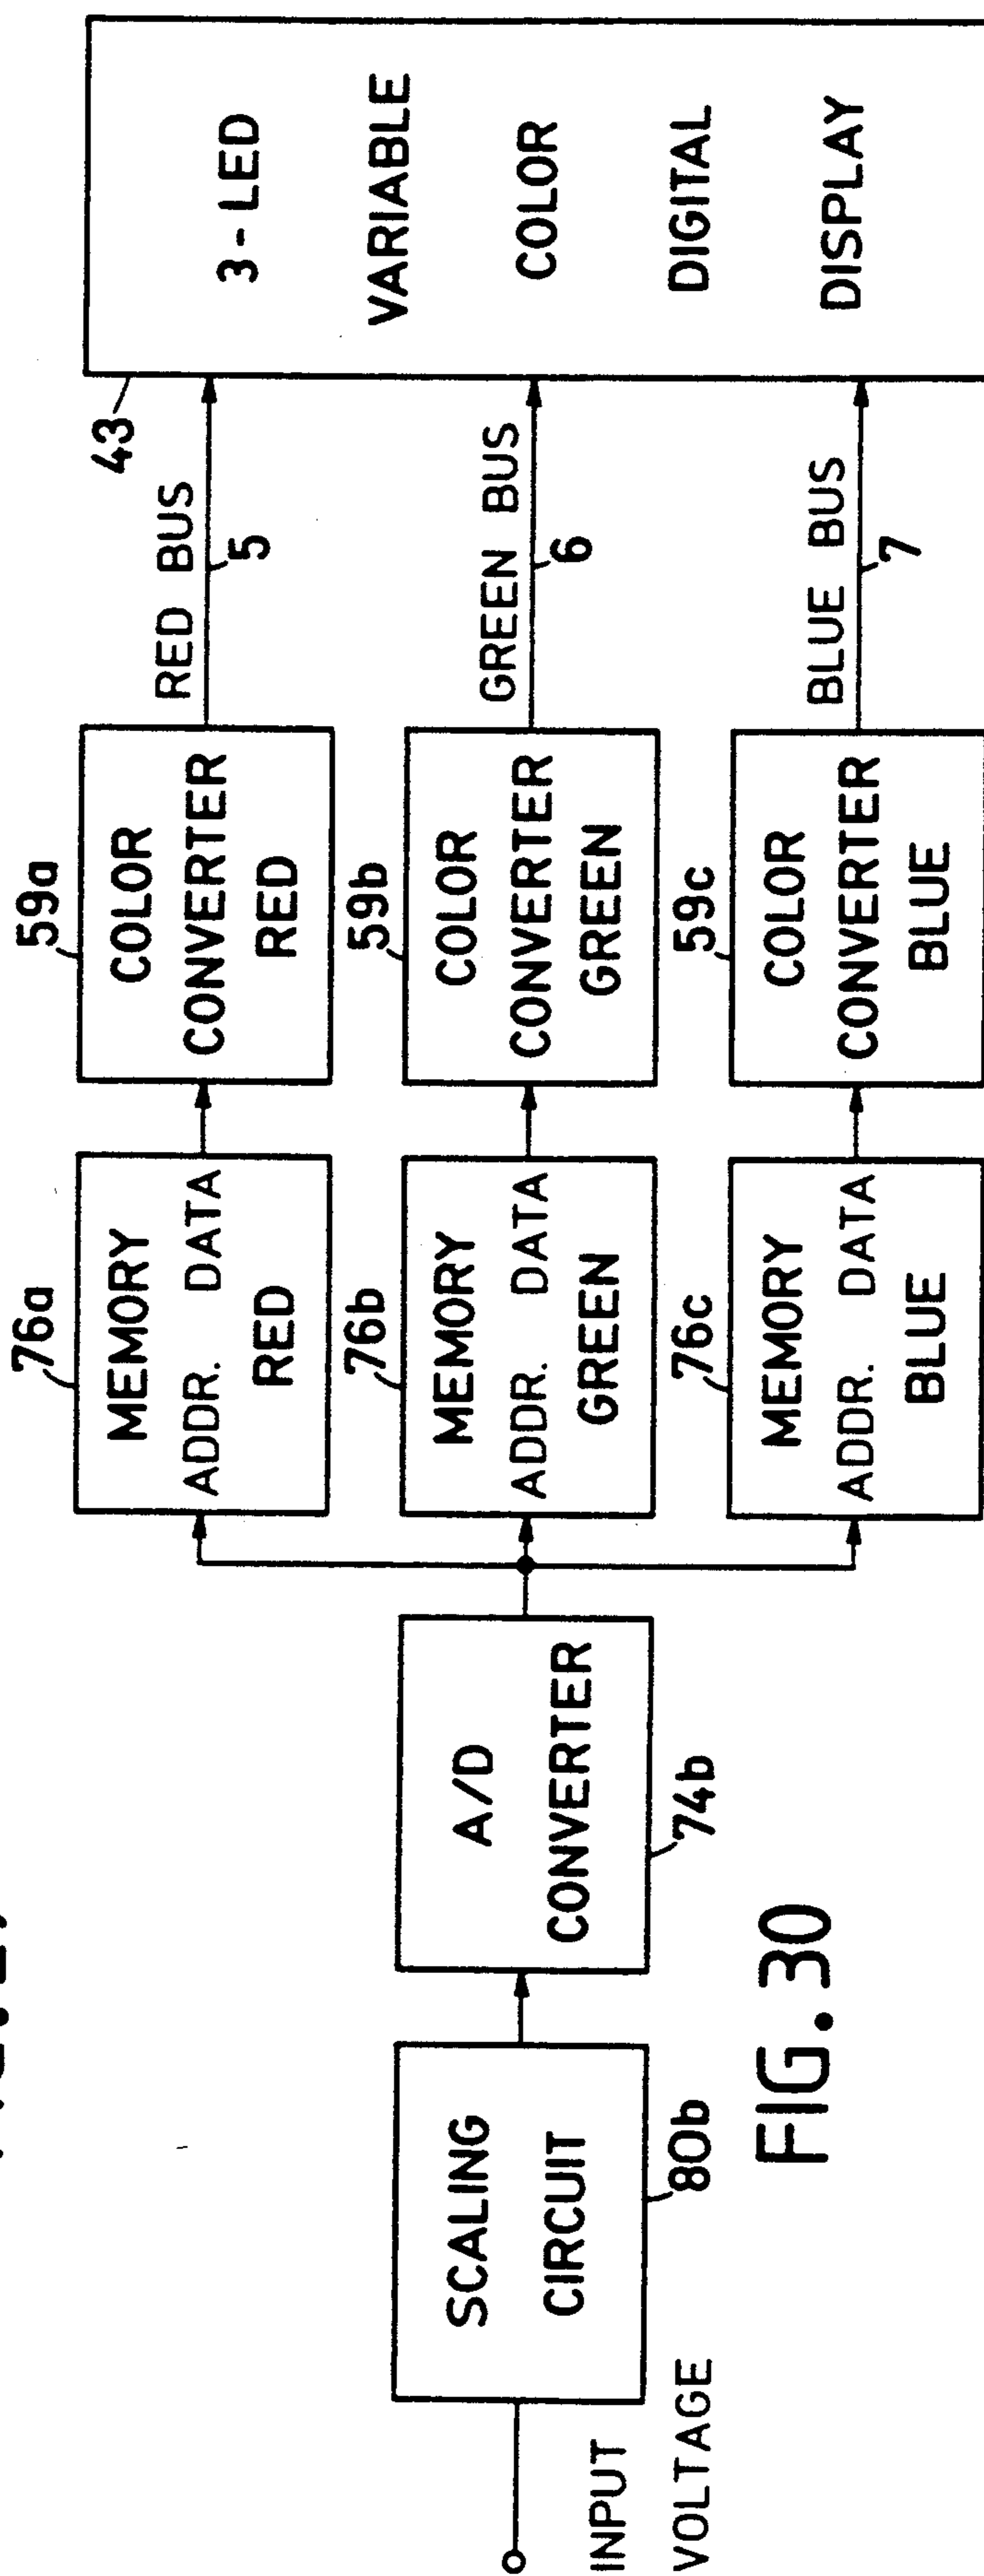 INPUT
VOLTAGE
SCALING
CIRCUIT
80b
A/D
CONVERTER
74b
76a
MEMORY
ADDR. DATA
RED
76b
MEMORY
ADDR. DATA
GREEN
76c
MEMORY
ADDR. DATA
BLUE
59a
COLOR
CONVERTER
RED
59b
COLOR
CONVERTER
GREEN
59c
COLOR
CONVERTER
BLUE
RED BUS
5
GREEN BUS
6
BLUE BUS
7
43
3-LED
VARIABLE
COLOR
DIGITAL
DISPLAY
FIG. 30